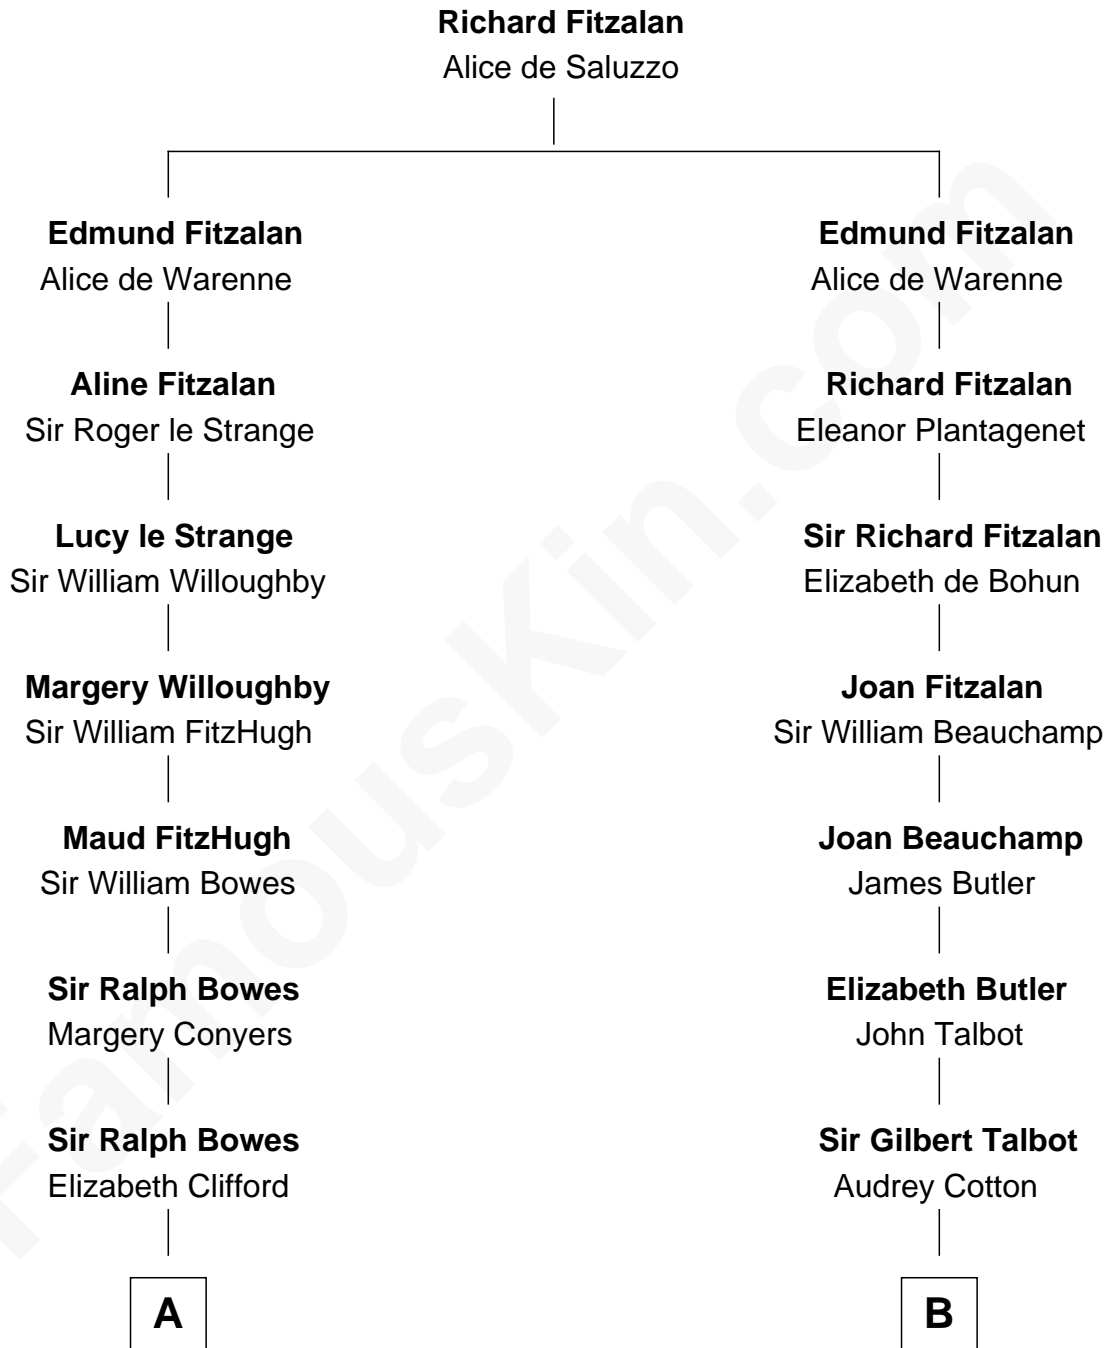 Richard Fitzalan
Alice de Saluzzo
Edmund Fitzalan
Alice de Warenne
Edmund Fitzalan
Alice de Warenne
Aline Fitzalan
Sir Roger le Strange
Richard Fitzalan
Eleanor Plantagenet
Lucy le Strange
Sir William Willoughby
Sir Richard Fitzalan
Elizabeth de Bohun
Margery Willoughby
Sir William FitzHugh
Joan Fitzalan
Sir William Beauchamp
Maud FitzHugh
Sir William Bowes
Joan Beauchamp
James Butler
Sir Ralph Bowes
Margery Conyers
Elizabeth Butler
John Talbot
Sir Ralph Bowes
Elizabeth Clifford
Sir Gilbert Talbot
Audrey Cotton
A
B
FamousKin.com